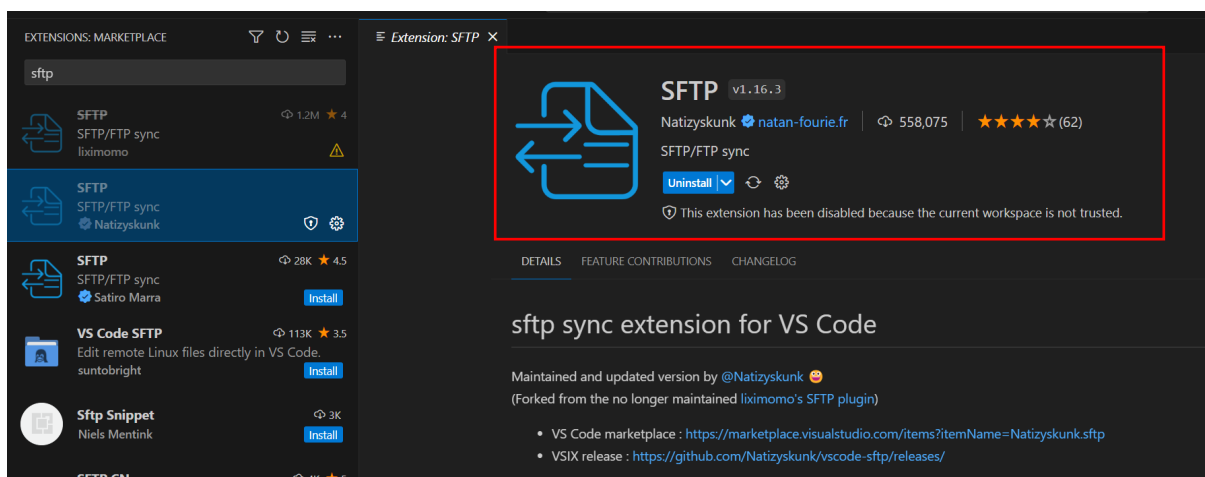 EXTENSIONS: MARKETPLACE
sftp
SFTP 1.2M ★ 4
SFTP/FTP sync
liximomo
SFTP
SFTP/FTP sync
Natizyskunk
SFTP 28K ★ 4.5
SFTP/FTP sync
Satiro Marra Install
VS Code SFTP 113K ★ 3.5
Edit remote Linux files directly in VS Code.
suntobright Install
Sftp Snippet 3K
Niels Mentink Install
Extension: SFTP
SFTP v1.16.3
Natizyskunk natan-fourie.fr 558,075 ★★★★☆ (62)
SFTP/FTP sync
Uninstall
This extension has been disabled because the current workspace is not trusted.
DETAILS FEATURE CONTRIBUTIONS CHANGELOG
sftp sync extension for VS Code
Maintained and updated version by @Natizyskunk 😀
(Forked from the no longer maintained liximomo's SFTP plugin)
• VS Code marketplace : https://marketplace.visualstudio.com/items?itemName=Natizyskunk.sftp
• VSIX release : https://github.com/Natizyskunk/vscode-sftp/releases/